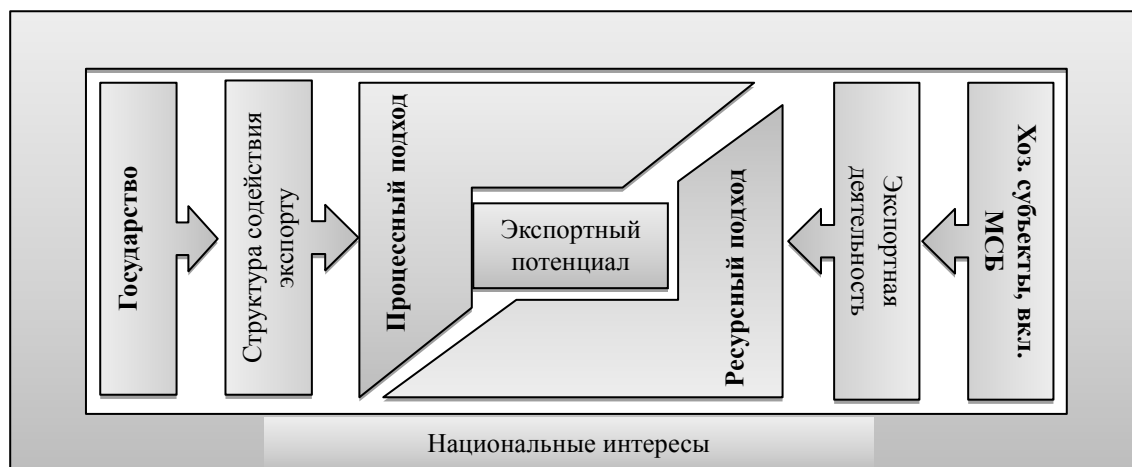 Государство
Структура содействия
экспорту
Процессный подход
Экспортный
потенциал
Ресурсный подход
Экспортная
деятельность
Хоз. субъекты, вкл.
МСБ
Национальные интересы